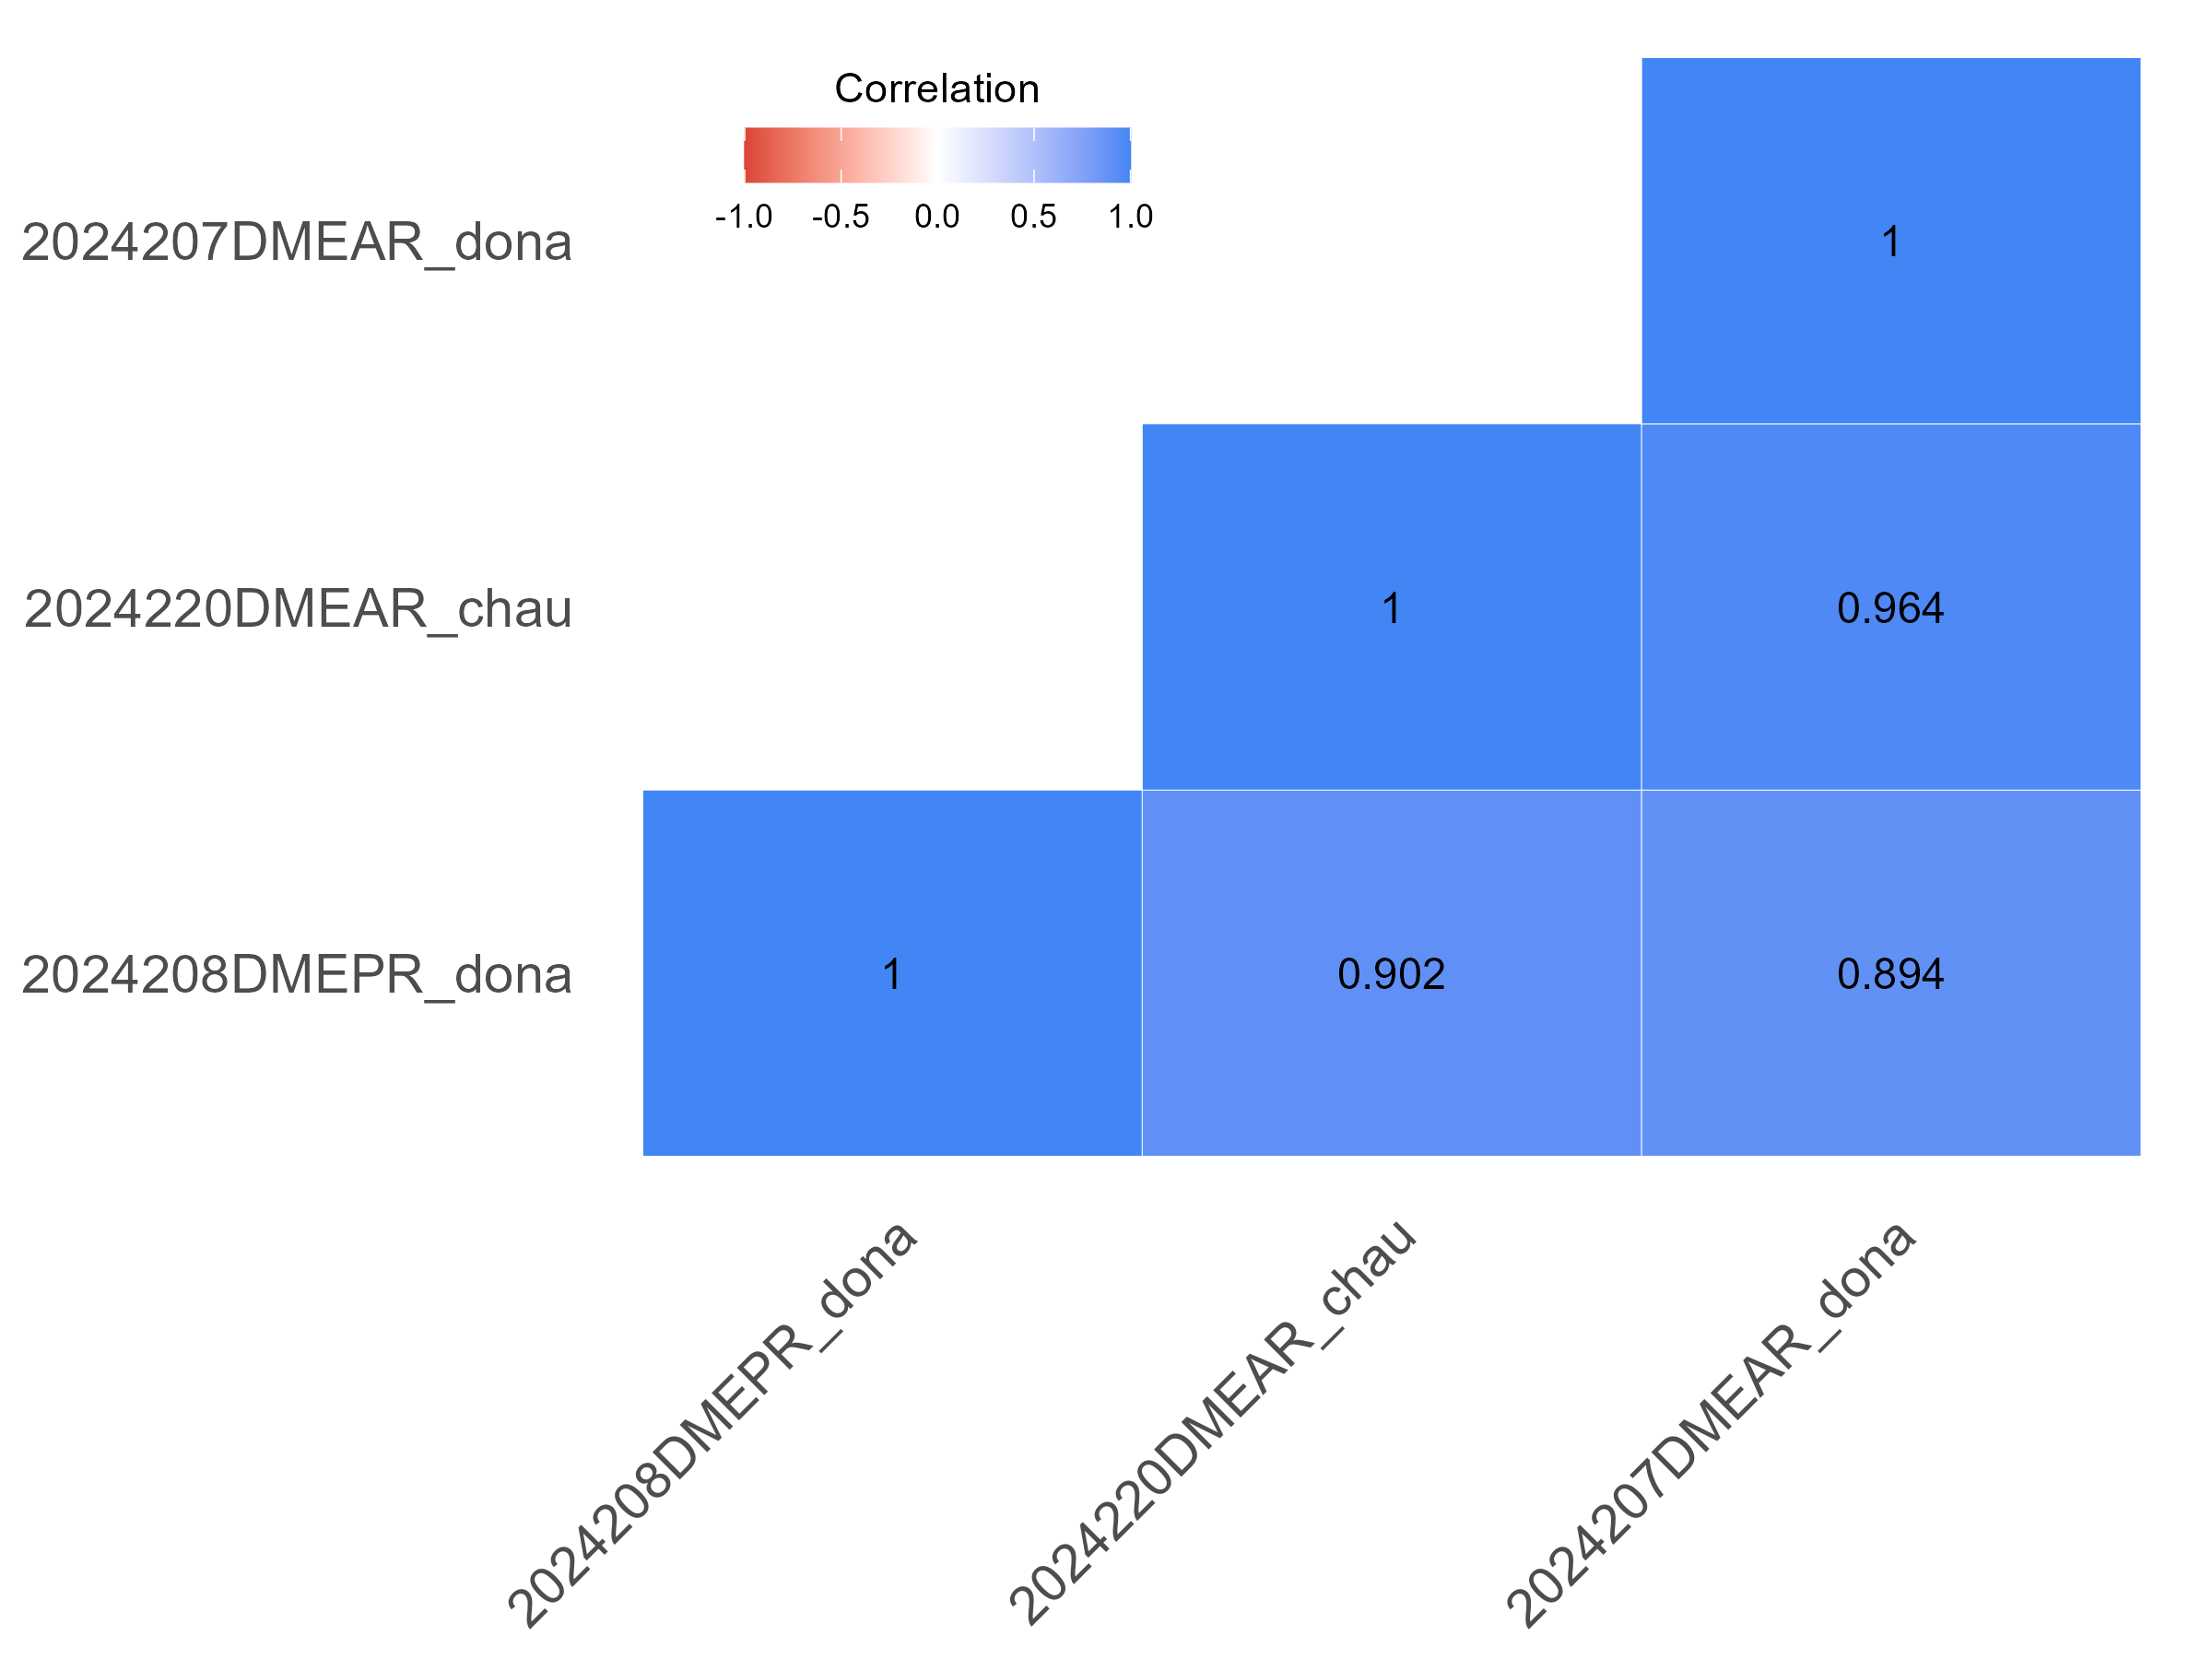 Correlation
-1.0 -0.5 0.0 0.5 1.0
2024207DMEAR_dona 1
2024220DMEAR_chau 1 0.964
2024208DMEPR_dona 1 0.902 0.894
2024208DMEPR_dona
2024220DMEAR_chau
2024207DMEAR_dona